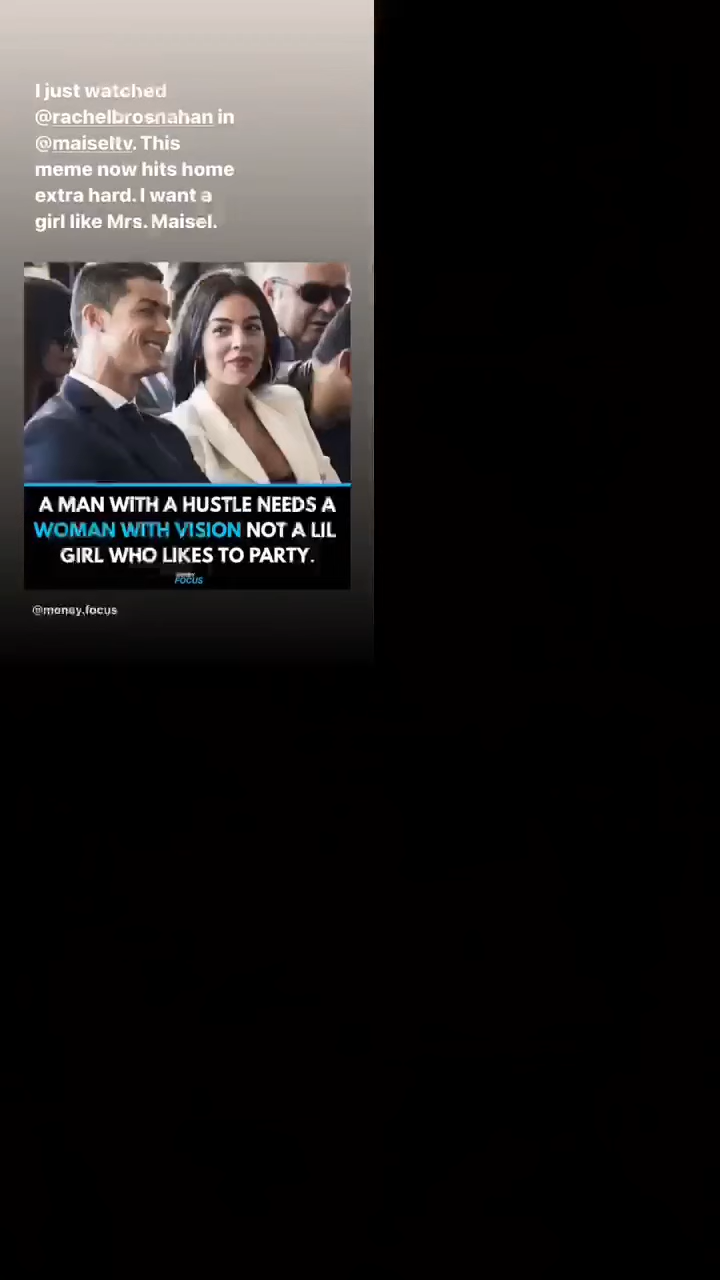 I just watched
@rachelbrosnahan in
@maiseltv. This
meme now hits home
extra hard. I want a
girl like Mrs. Maisel.
A MAN WITH A HUSTLE NEEDS A
WOMAN WITH VISION NOT A LIL
GIRL WHO LIKES TO PARTY.
Focus
@money.focus